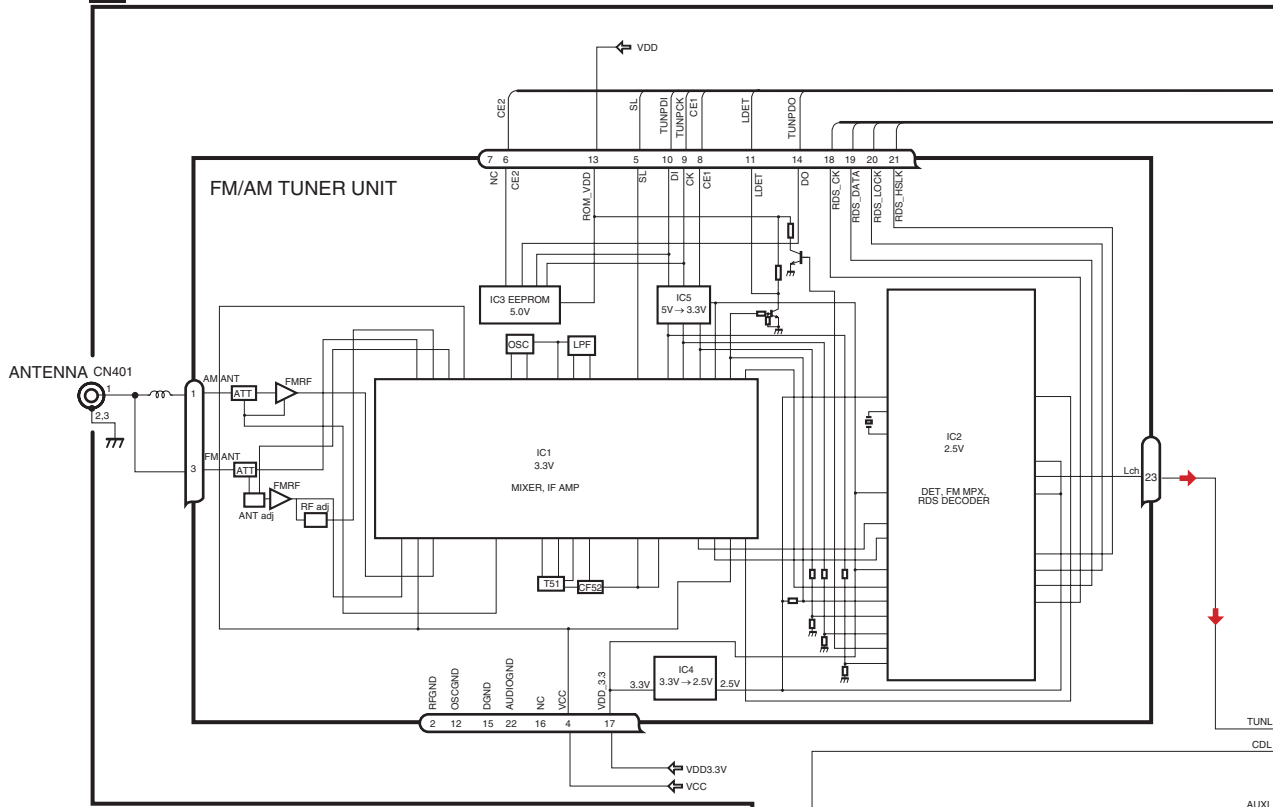 VDD
CE2
SL
TUNPDI
TUNPCK
CE1
LDET
TUNPDO
7 6 13 5 10 9 8 11 14 18 19 20 21
FM/AM TUNER UNIT
NC
CE2
ROM_VDD
SL
DI
CK
CE1
LDET
DO
RDS_CK
RDS_DATA
RDS_LOCK
RDS_HSLK
IC3 EEPROM
5.0V
IC5
5V→3.3V
OSC
LPF
ANTENNA CN401
1
2,3
1
AM ANT
ATT
FMRF
3
FM ANT
ATT
FMRF
ANT adj
RF adj
IC1
3.3V
MIXER, IF AMP
IC2
2.5V
DET, FM MPX,
RDS DECODER
Lch
23
T51
CF52
IC4
3.3V→2.5V
3.3V
2.5V
RFGND
OSCGND
DGND
AUDIOGND
NC
VCC
VDD_3.3
2 12 15 22 16 4 17
VDD3.3V
VCC
TUNL
CDL
AUXL